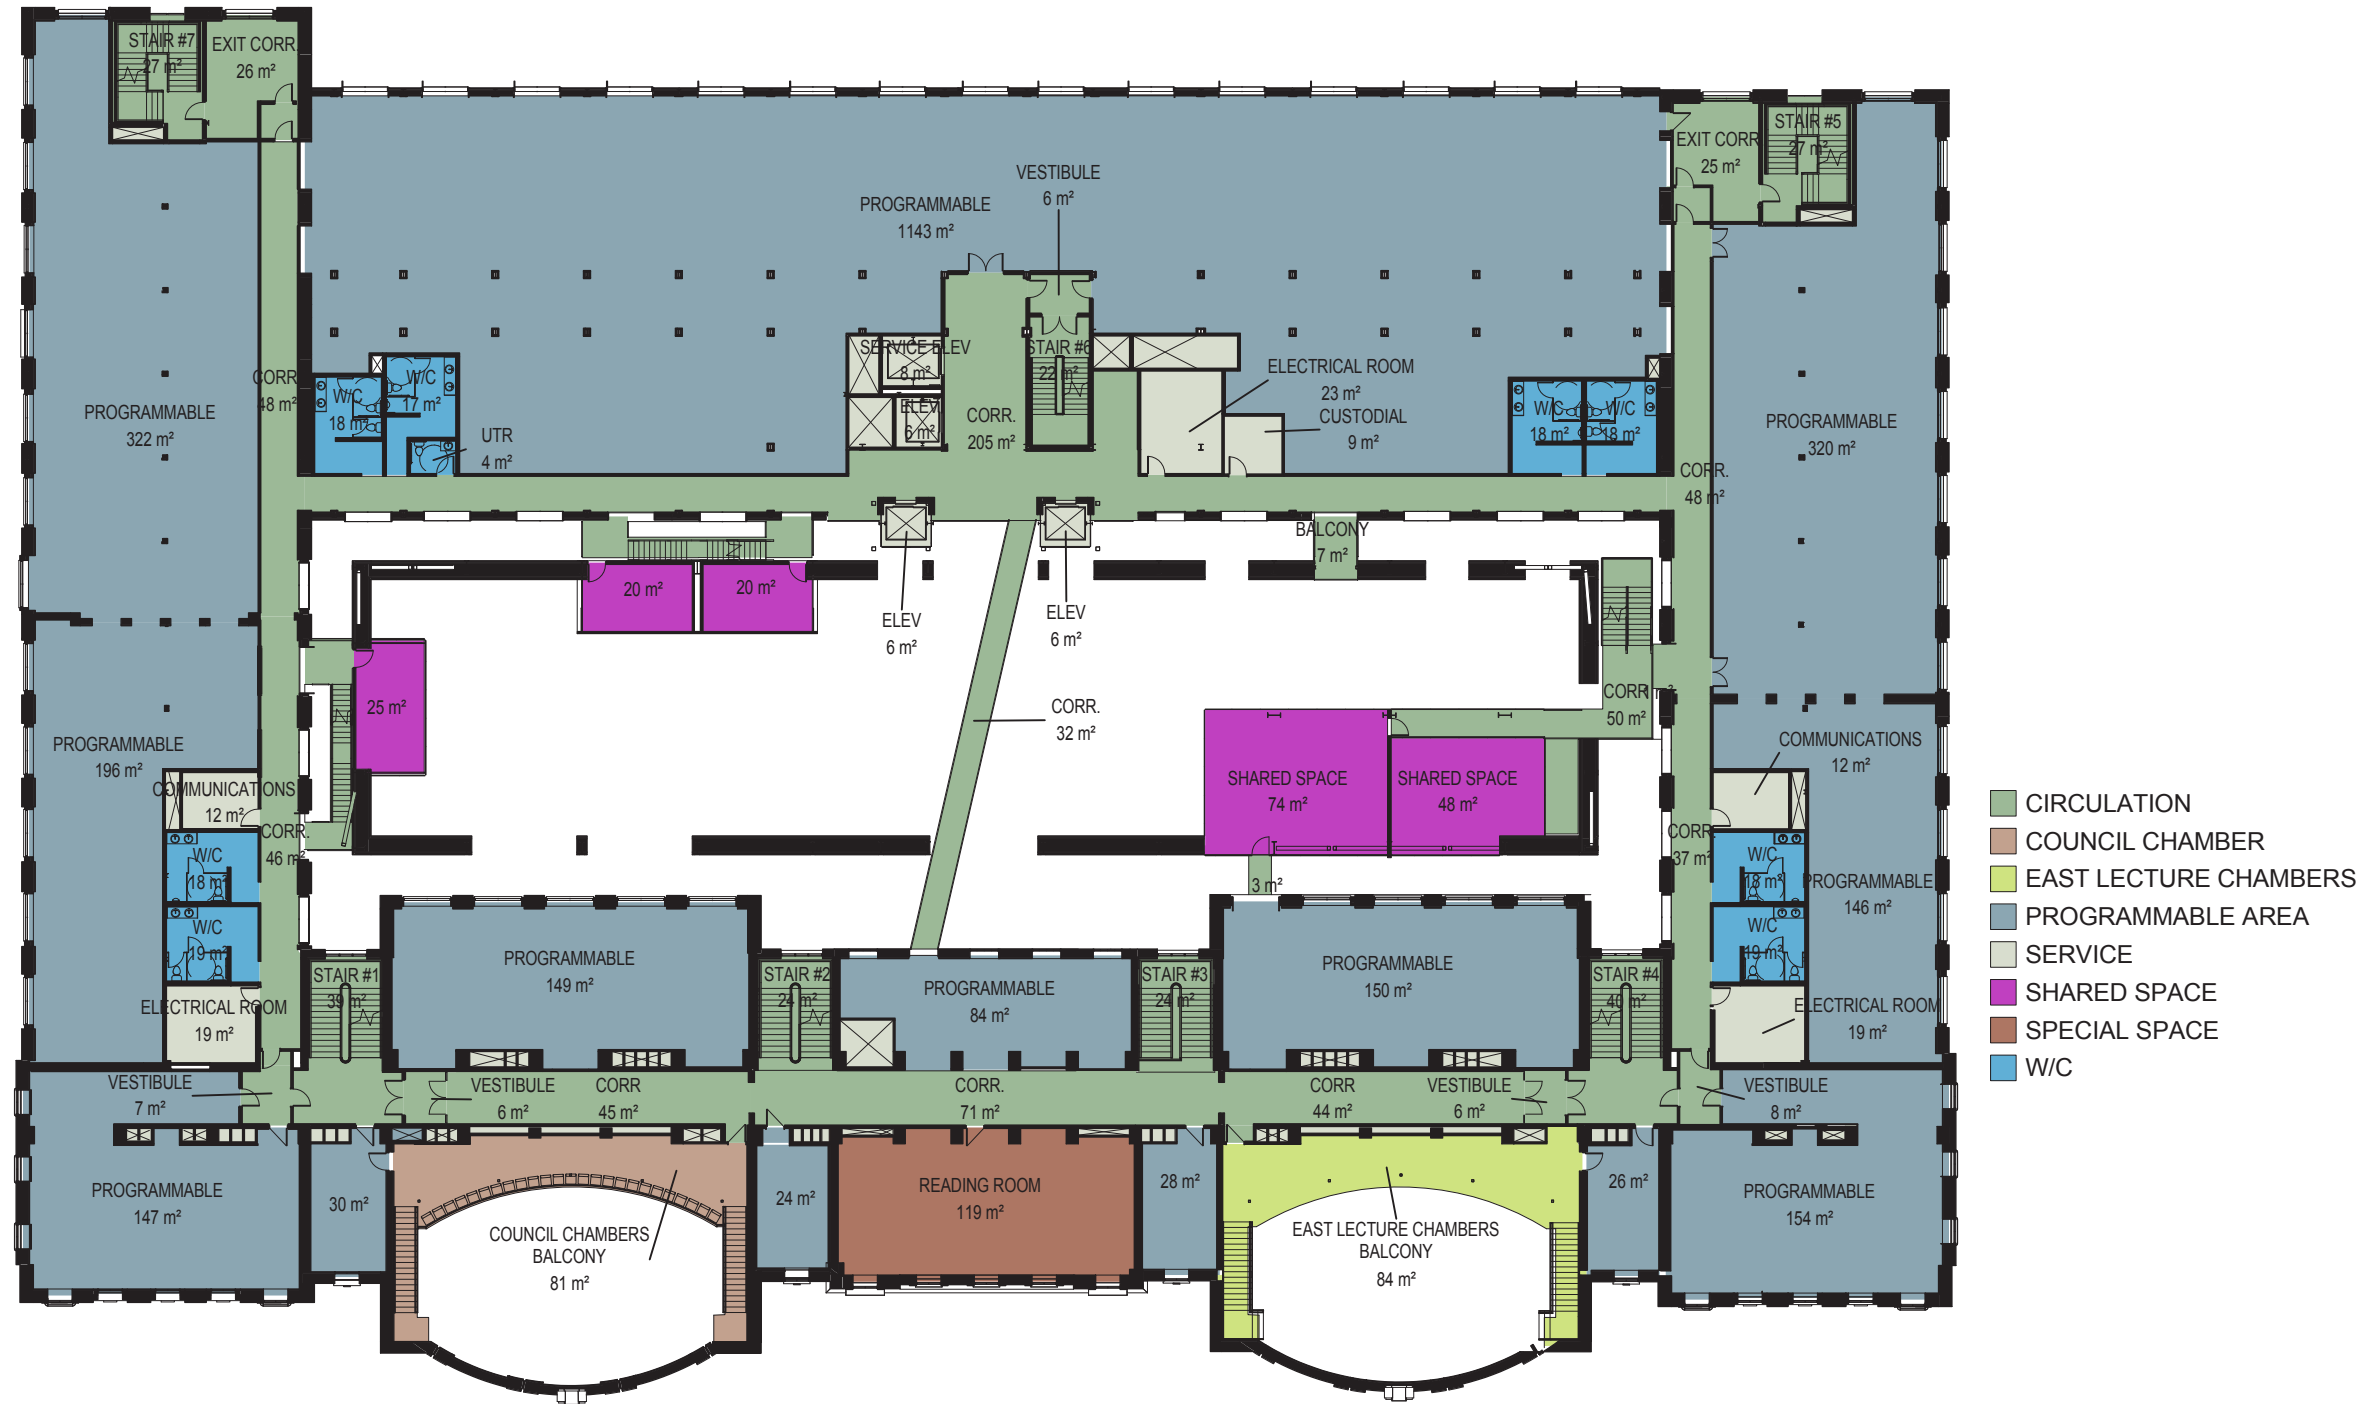 STAIR #7
27 m²
EXIT CORR.
26 m²
STAIR #5
27 m²
EXIT CORR
25 m²
VESTIBULE
6 m²
PROGRAMMABLE
1143 m²
SERVICE ELEV
8 m²
ELEV
6 m²
STAIR #6
22 m²
ELECTRICAL ROOM
23 m²
CUSTODIAL
9 m²
CORR.
205 m²
CORR.
48 m²
W/C
18 m²
W/C
17 m²
UTR
4 m²
W/C
18 m²
W/C
18 m²
PROGRAMMABLE
322 m²
PROGRAMMABLE
320 m²
CORR.
48 m²
BALCONY
7 m²
20 m²
20 m²
ELEV
6 m²
ELEV
6 m²
25 m²
CORR.
32 m²
CORR
50 m²
SHARED SPACE
74 m²
SHARED SPACE
48 m²
PROGRAMMABLE
196 m²
COMMUNICATIONS
12 m²
COMMUNICATIONS
12 m²
CORR.
46 m²
CORR.
37 m²
W/C
18 m²
W/C
19 m²
W/C
18 m²
W/C
19 m²
PROGRAMMABLE
146 m²
3 m²
ELECTRICAL ROOM
19 m²
ELECTRICAL ROOM
19 m²
STAIR #1
39 m²
PROGRAMMABLE
149 m²
STAIR #2
24 m²
PROGRAMMABLE
84 m²
STAIR #3
24 m²
PROGRAMMABLE
150 m²
STAIR #4
40 m²
VESTIBULE
7 m²
VESTIBULE
6 m²
CORR
45 m²
CORR.
71 m²
CORR
44 m²
VESTIBULE
6 m²
VESTIBULE
8 m²
PROGRAMMABLE
147 m²
30 m²
COUNCIL CHAMBERS
BALCONY
81 m²
24 m²
READING ROOM
119 m²
28 m²
EAST LECTURE CHAMBERS
BALCONY
84 m²
26 m²
PROGRAMMABLE
154 m²
CIRCULATION
COUNCIL CHAMBER
EAST LECTURE CHAMBERS
PROGRAMMABLE AREA
SERVICE
SHARED SPACE
SPECIAL SPACE
W/C